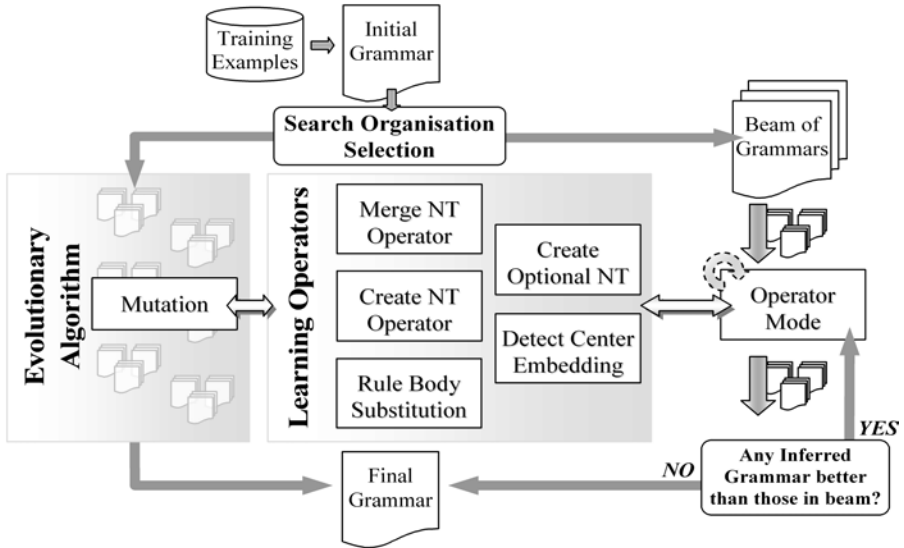 Training
Examples
Initial
Grammar
Search Organisation
Selection
Beam of
Grammars
Evolutionary
Algorithm
Mutation
Learning Operators
Merge NT
Operator
Create NT
Operator
Rule Body
Substitution
Create
Optional NT
Detect Center
Embedding
Operator
Mode
YES
NO
Any Inferred
Grammar better
than those in beam?
Final
Grammar